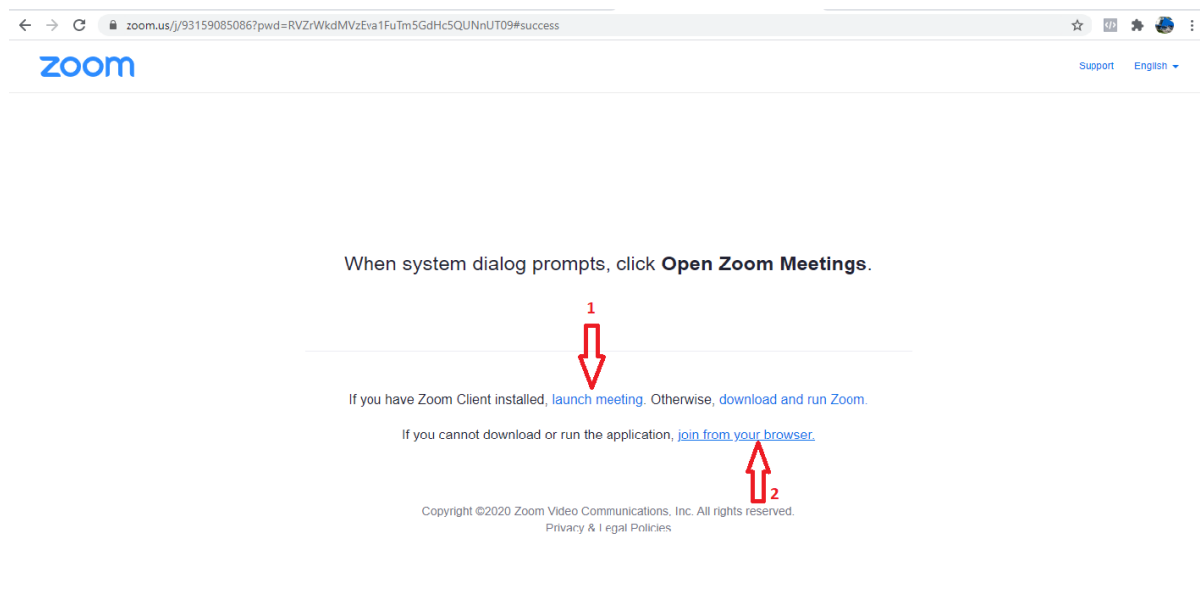 zoom.us/j/93159085086?pwd=RVZrWkdMVzEva1FuTm5GdHc5QUNnUT09#success
zoom
Support English
When system dialog prompts, click Open Zoom Meetings.
1
If you have Zoom Client installed, launch meeting. Otherwise, download and run Zoom.
If you cannot download or run the application, join from your browser.
2
Copyright ©2020 Zoom Video Communications, Inc. All rights reserved.
Privacy & Legal Policies